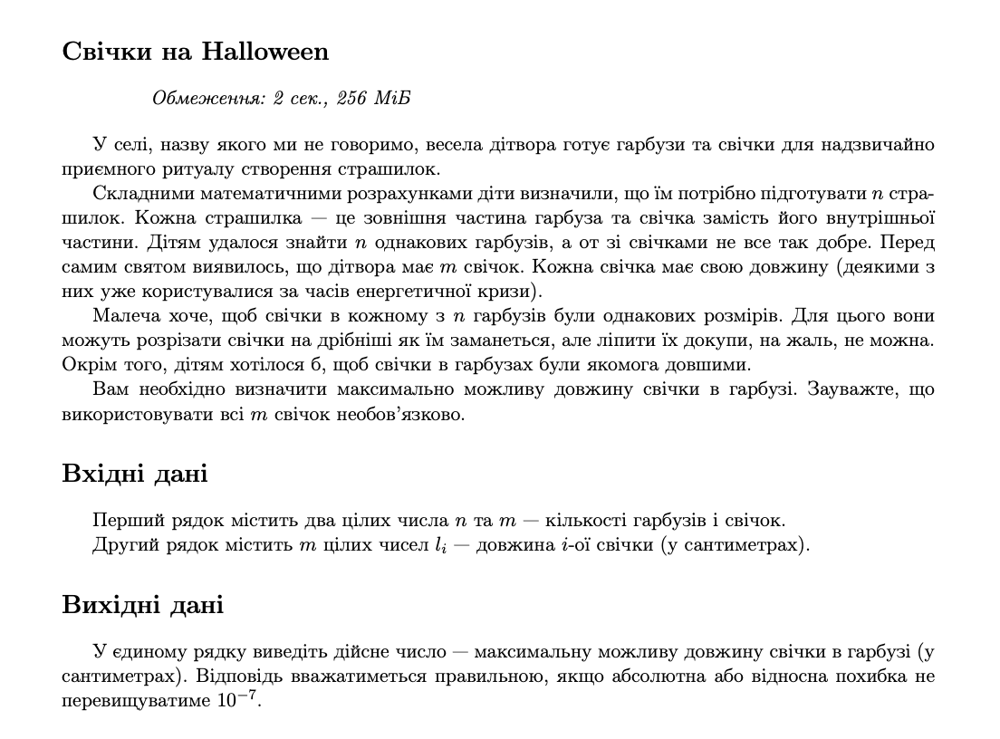 Свічки на Halloween
Обмеження: 2 сек., 256 МіБ
У селі, назву якого ми не говоримо, весела дітвора готує гарбузи та свічки для надзвичайно
приємного ритуалу створення страшилок.
Складними математичними розрахунками діти визначили, що їм потрібно підготувати n стра-
шилок. Кожна страшилка — це зовнішня частина гарбуза та свічка замість його внутрішньої
частини. Дітям удалося знайти n однакових гарбузів, а от зі свічками не все так добре. Перед
самим святом виявилось, що дітвора має m свічок. Кожна свічка має свою довжину (деякими з
них уже користувалися за часів енергетичної кризи).
Малеча хоче, щоб свічки в кожному з n гарбузів були однакових розмірів. Для цього вони
можуть розрізати свічки на дрібніші як їм заманеться, але ліпити їх докупи, на жаль, не можна.
Окрім того, дітям хотілося б, щоб свічки в гарбузах були якомога довшими.
Вам необхідно визначити максимально можливу довжину свічки в гарбузі. Зауважте, що
використовувати всі m свічок необов’язково.
Вхідні дані
Перший рядок містить два цілих числа n та m — кількості гарбузів і свічок.
Другий рядок містить m цілих чисел lᵢ — довжина i-ої свічки (у сантиметрах).
Вихідні дані
У єдиному рядку виведіть дійсне число — максимальну можливу довжину свічки в гарбузі (у
сантиметрах). Відповідь вважатиметься правильною, якщо абсолютна або відносна похибка не
перевищуватиме 10⁻⁷.